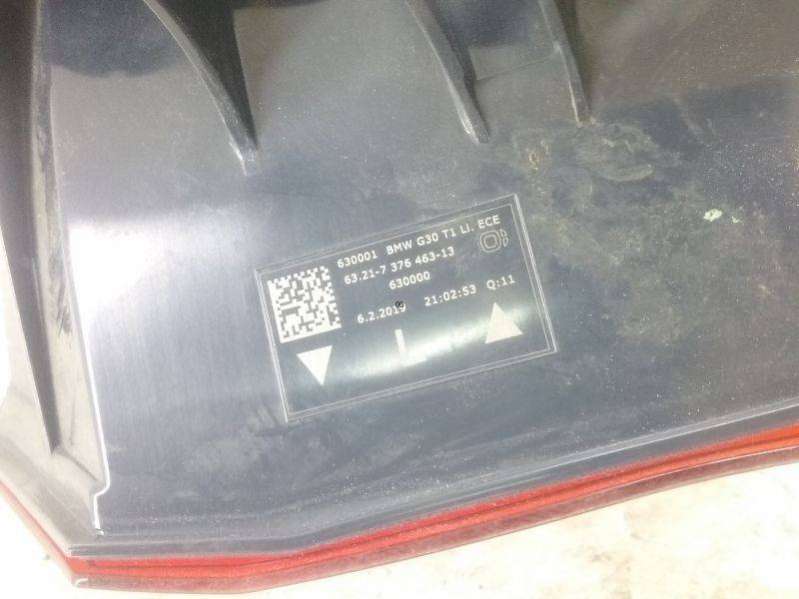 630001 BMW G30 T1 LI. ECE
63.21-7 376 463-13
630000
6.2.2019 21:02:53 Q:11
L